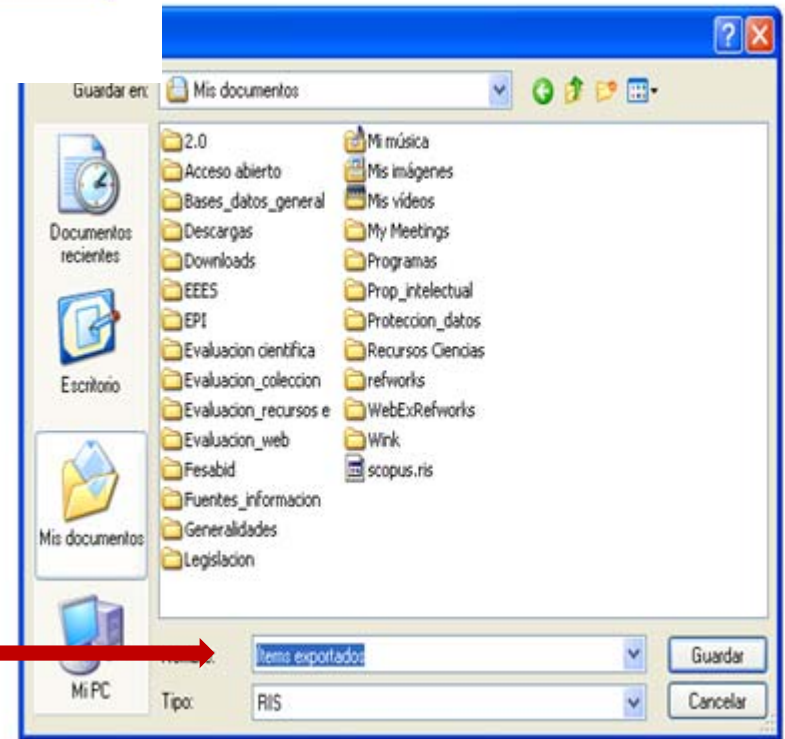 Guardar en:
Mis documentos
2.0
Acceso abierto
Bases_datos_general
Descargas
Downloads
EEES
EPI
Evaluacion cientifica
Evaluacion_coleccion
Evaluacion_recursos e
Evaluacion_web
Fesabid
Fuentes_informacion
Generalidades
Legislacion
Mi música
Mis imágenes
Mis vídeos
My Meetings
Programas
Prop_intelectual
Proteccion_datos
Recursos Ciencias
refworks
WebExRefworks
Wink
scopus.ris
Documentos
recientes
Escritorio
Mis documentos
Mi PC
Items exportados
Guardar
Tipo:
RIS
Cancelar